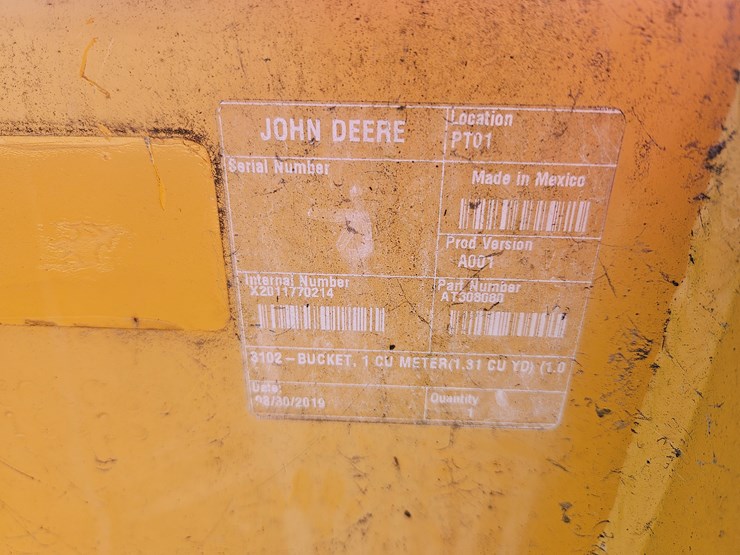 JOHN DEERE
Location
PT01
Serial Number
Made in Mexico
Prod Version
A001
Internal Number
X2011770214
Part Number
AT308080
3102-BUCKET, 1 CU METER(1.31 CU YD) (1.0
Date:
08/30/2019
Quantity
1